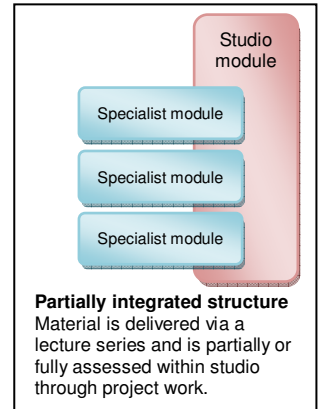 Studio
module
Specialist module
Specialist module
Specialist module
Partially integrated structure
Material is delivered via a
lecture series and is partially or
fully assessed within studio
through project work.